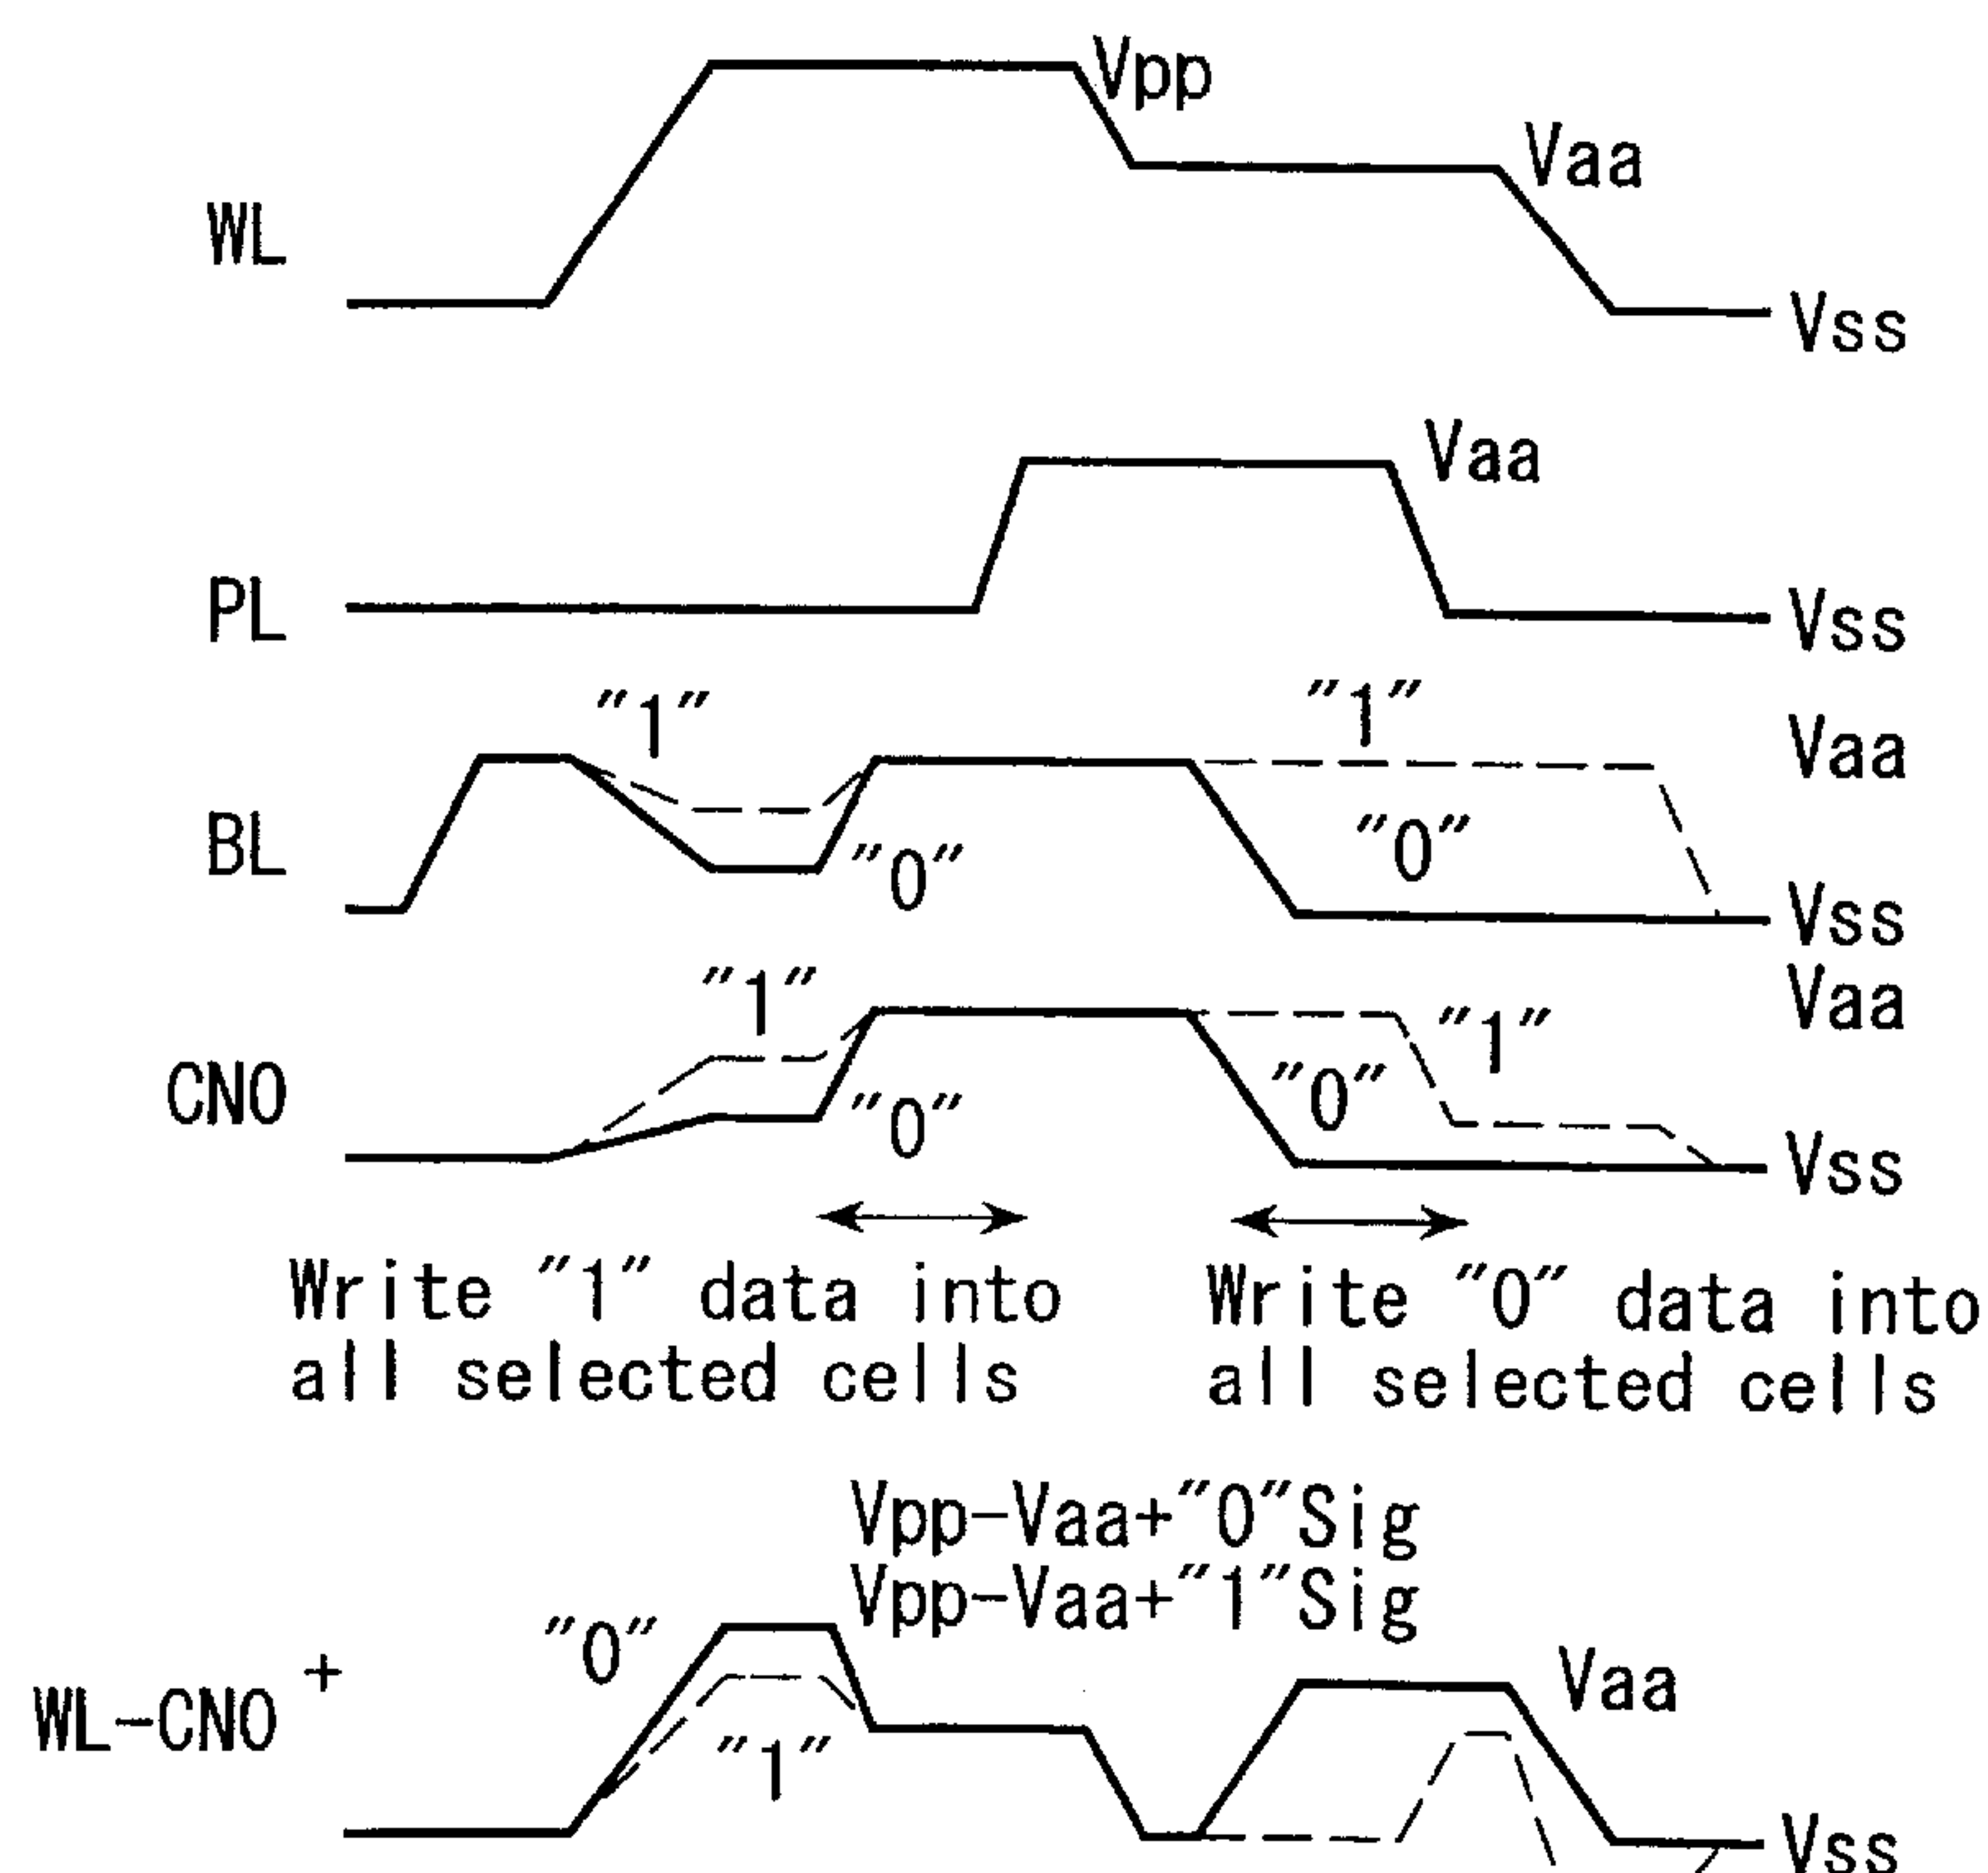 Vpp
Vaa
WL
Vss
Vaa
PL
Vss
"1" "1"
Vaa
BL "0" "0"
Vss
"1" Vaa
"1"
CNO "0" "0"
Vss
Write "1" data into
all selected cells
Write "0" data into
all selected cells
Vpp-Vaa+"0"Sig
Vpp-Vaa+"1"Sig
"0"
+ Vaa
WL-CNO
"1"
Vss